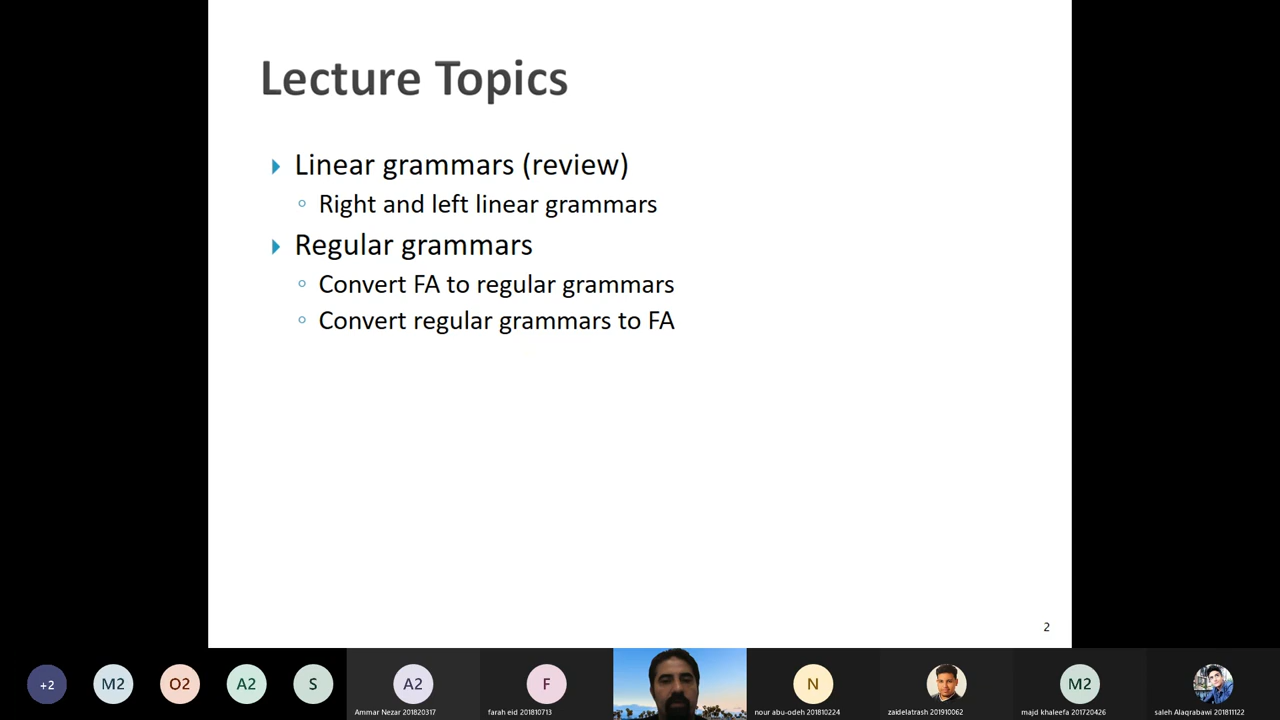 Lecture Topics
Linear grammars (review)
Right and left linear grammars
Regular grammars
Convert FA to regular grammars
Convert regular grammars to FA
2
+2
M2
O2
A2
S
A2
F
N
M2
Ammar Nezar 201820317
farah eid 201810713
nour abu-odeh 201810224
zaidelatrash 201910062
majd khaleefa 201720426
saleh Alaqrabawi 201811122